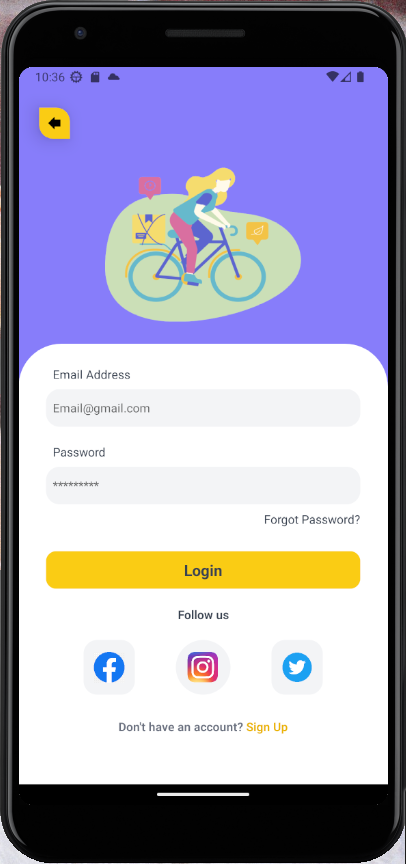 10:36
Email Address
Email@gmail.com
Password
*********
Forgot Password?
Login
Follow us
Don't have an account? Sign Up